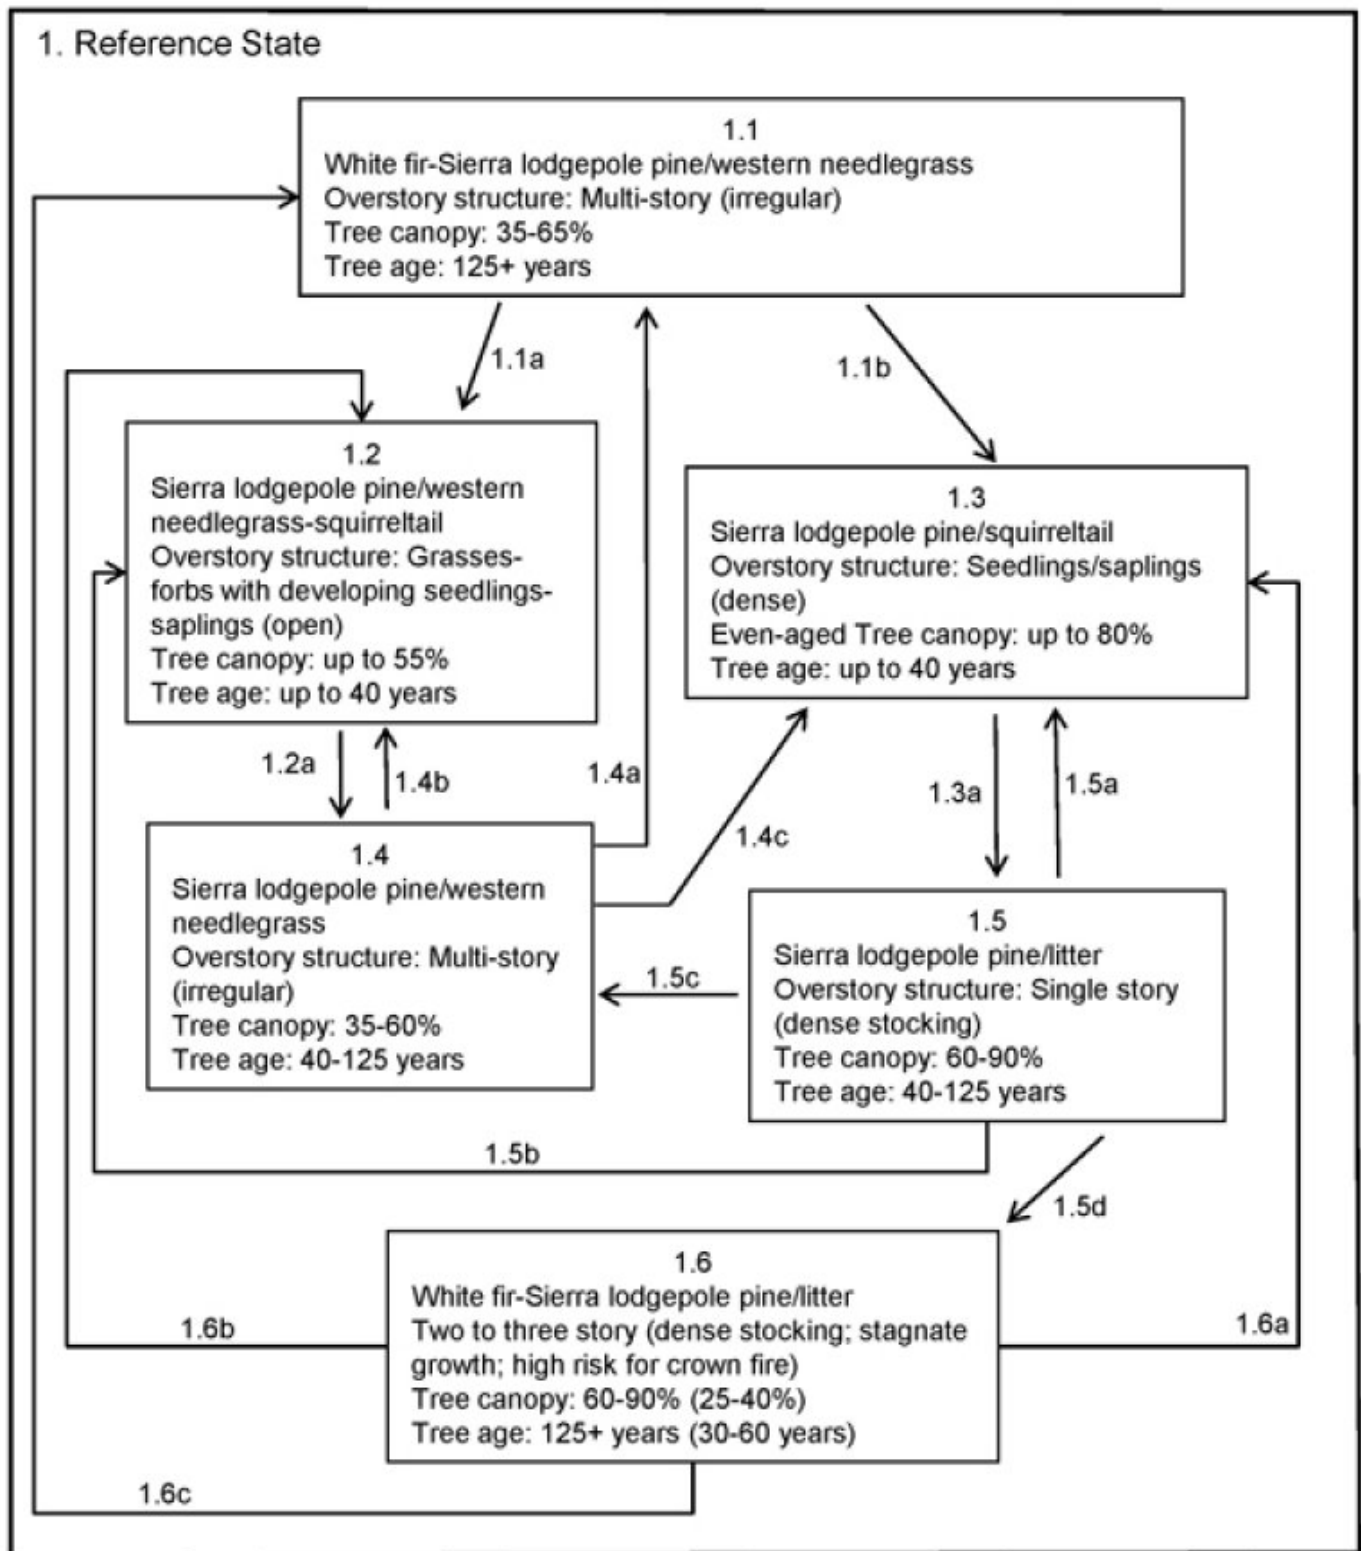 1. Reference State
1.1
White fir-Sierra lodgepole pine/western needlegrass
Overstory structure: Multi-story (irregular)
Tree canopy: 35-65%
Tree age: 125+ years
1.1a
1.1b
1.2
Sierra lodgepole pine/western
needlegrass-squirreltail
Overstory structure: Grasses-
forbs with developing seedlings-
saplings (open)
Tree canopy: up to 55%
Tree age: up to 40 years
1.3
Sierra lodgepole pine/squirreltail
Overstory structure: Seedlings/saplings
(dense)
Even-aged Tree canopy: up to 80%
Tree age: up to 40 years
1.2a
1.4b
1.4a
1.4c
1.3a
1.5a
1.4
Sierra lodgepole pine/western
needlegrass
Overstory structure: Multi-story
(irregular)
Tree canopy: 35-60%
Tree age: 40-125 years
1.5c
1.5
Sierra lodgepole pine/litter
Overstory structure: Single story
(dense stocking)
Tree canopy: 60-90%
Tree age: 40-125 years
1.5b
1.5d
1.6
White fir-Sierra lodgepole pine/litter
Two to three story (dense stocking; stagnate
growth; high risk for crown fire)
Tree canopy: 60-90% (25-40%)
Tree age: 125+ years (30-60 years)
1.6b
1.6a
1.6c